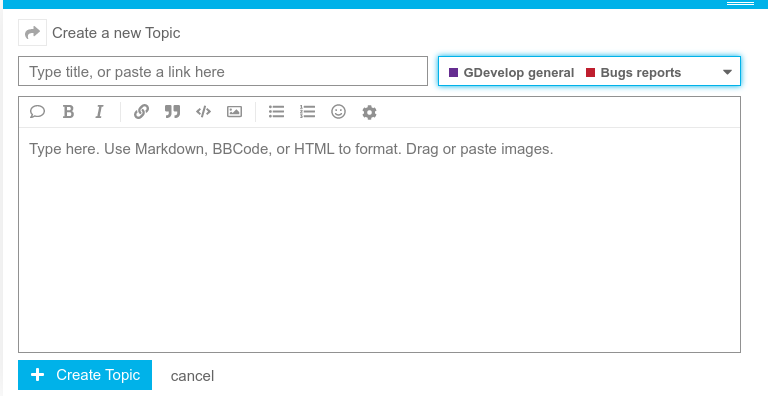 Create a new Topic
Type title, or paste a link here
GDevelop general Bugs reports
B I
Type here. Use Markdown, BBCode, or HTML to format. Drag or paste images.
Create Topic cancel